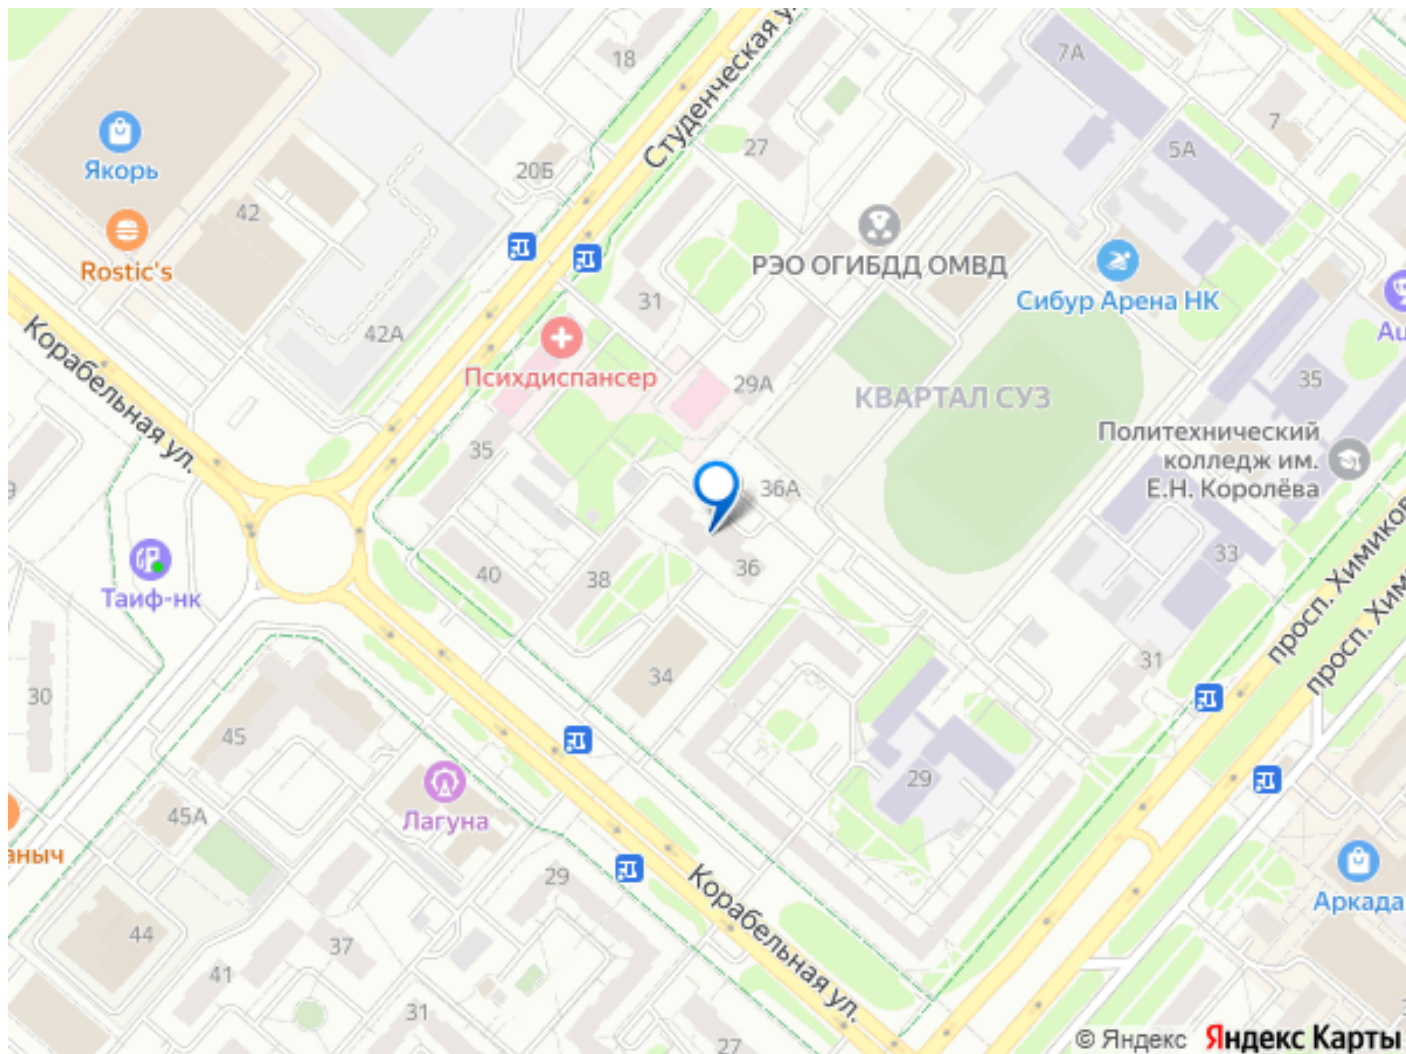 18
Студенческая ул.
7А
7
27
5А
Якорь
20Б
42
Rostic's
РЭО ОГИБДД ОМВД
Сибур Арена НК
31
42А
Корабельная ул.
Психдиспансер
29А
КВАРТАЛ СУЗ
35
35
Политехнический
колледж им.
Е.Н. Королёва
36А
33
просп. Химиков
36
40
38
Таиф-нк
31
34
30
45
29
45А
Лагуна
29
Корабельная ул.
Аркада
44
37
41
31
27
© Яндекс Яндекс Карты